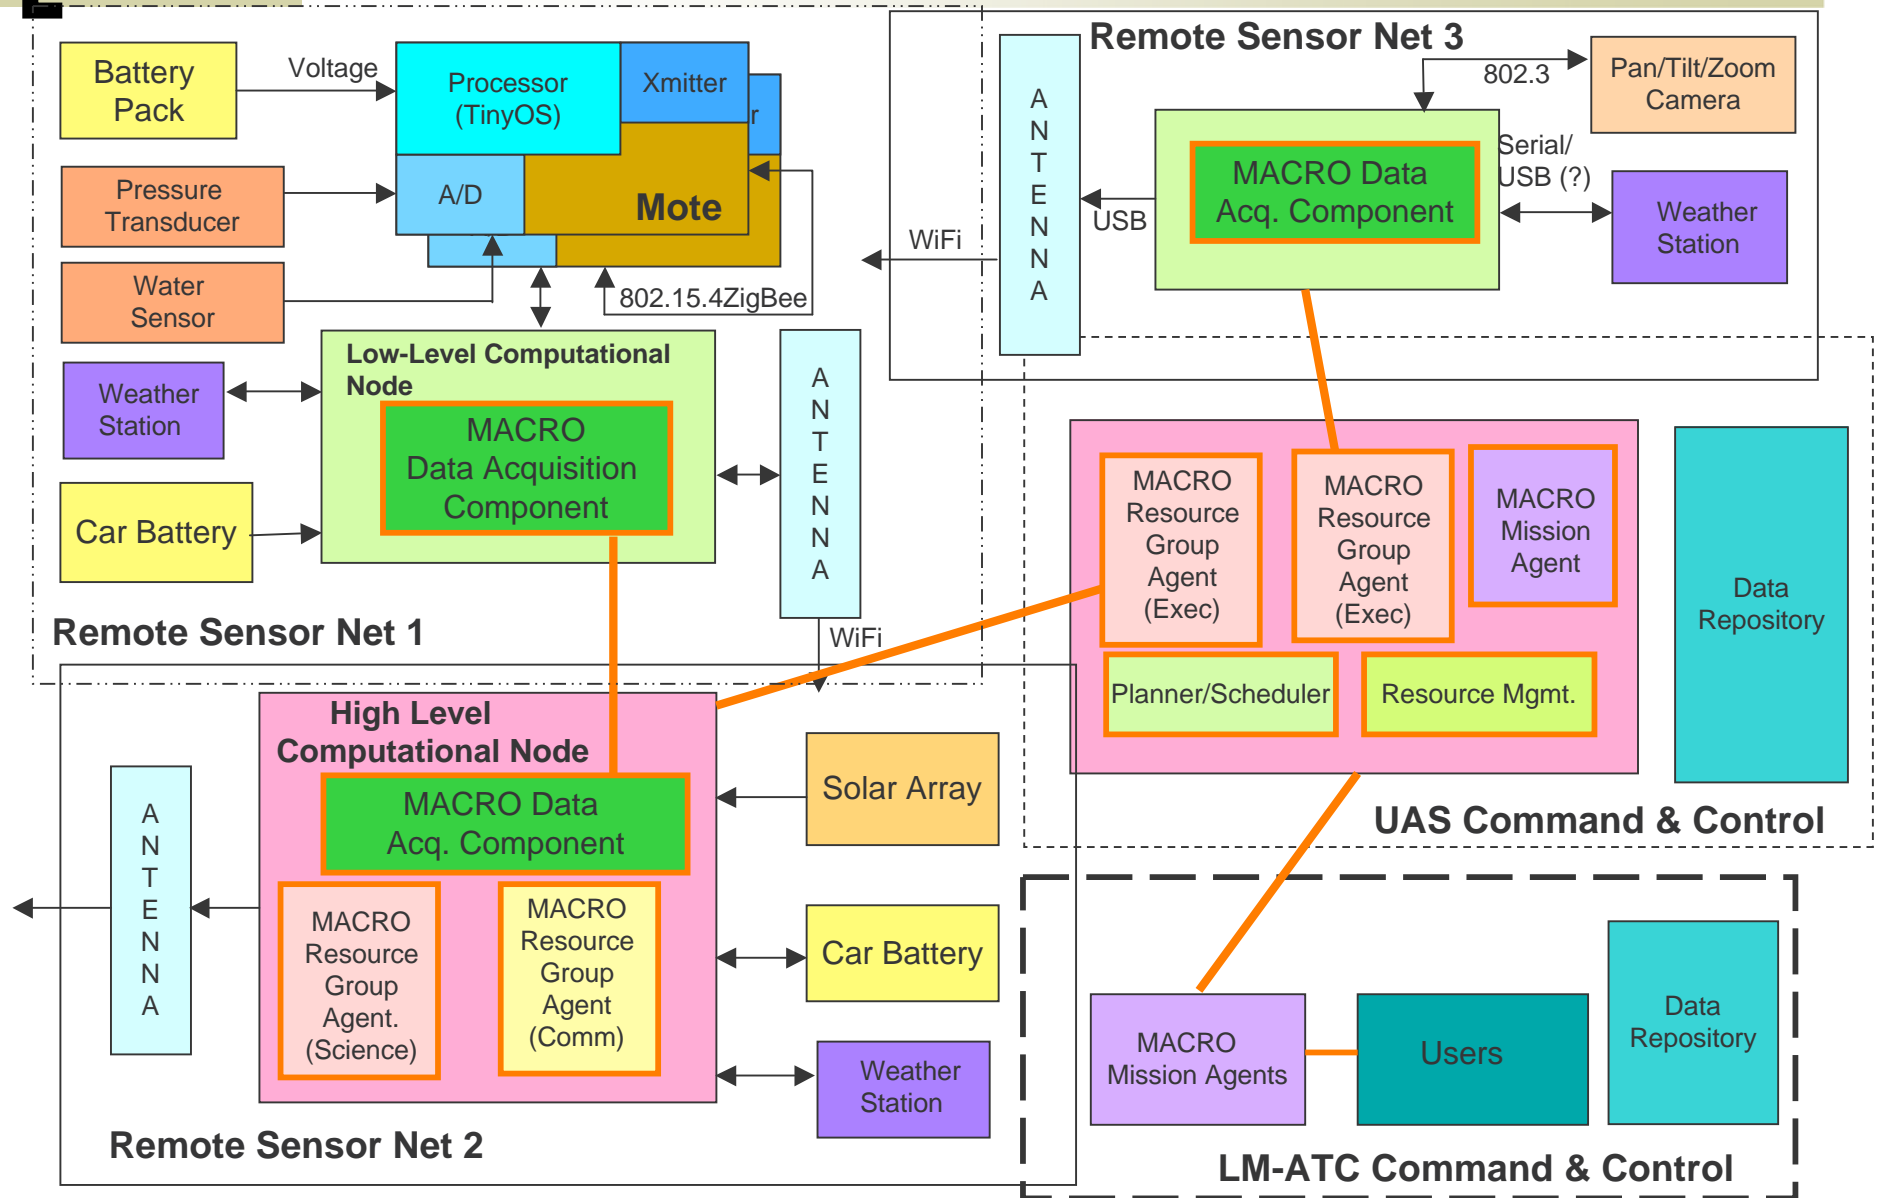 Battery
Pack
Voltage
Processor
(TinyOS)
Xmitter
r
A/D
Mote
Pressure
Transducer
Water
Sensor
802.15.4ZigBee
Weather
Station
Car Battery
Low-Level Computational
Node
MACRO
Data Acquisition
Component
A
N
T
E
N
N
A
WiFi
Remote Sensor Net 1
Remote Sensor Net 3
A
N
T
E
N
N
A
WiFi
USB
MACRO Data
Acq. Component
802.3
Pan/Tilt/Zoom
Camera
Serial/
USB (?)
Weather
Station
MACRO
Resource
Group
Agent
(Exec)
MACRO
Resource
Group
Agent
(Exec)
MACRO
Mission
Agent
Planner/Scheduler
Resource Mgmt.
Data
Repository
UAS Command & Control
High Level
Computational Node
MACRO Data
Acq. Component
MACRO
Resource
Group
Agent.
(Science)
MACRO
Resource
Group
Agent
(Comm)
A
N
T
E
N
N
A
Solar Array
Car Battery
Weather
Station
Remote Sensor Net 2
MACRO
Mission Agents
Users
Data
Repository
LM-ATC Command & Control